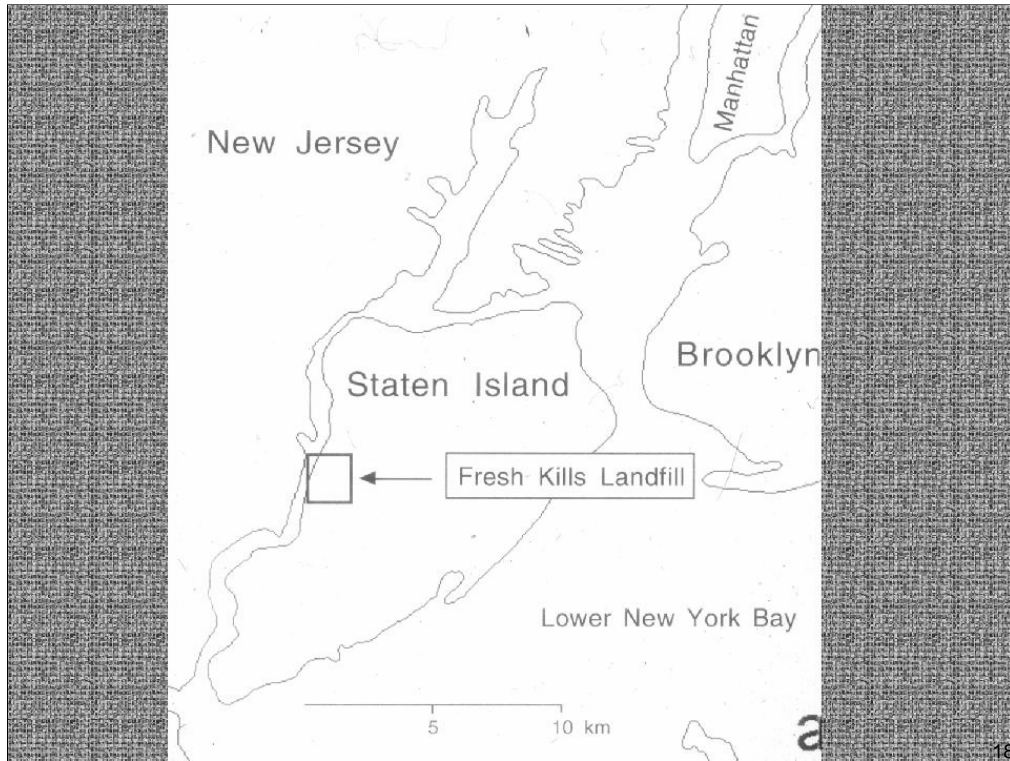 Manhattan
New Jersey
Brooklyn
Staten Island
Fresh Kills Landfill
Lower New York Bay
5 10 km
a
18